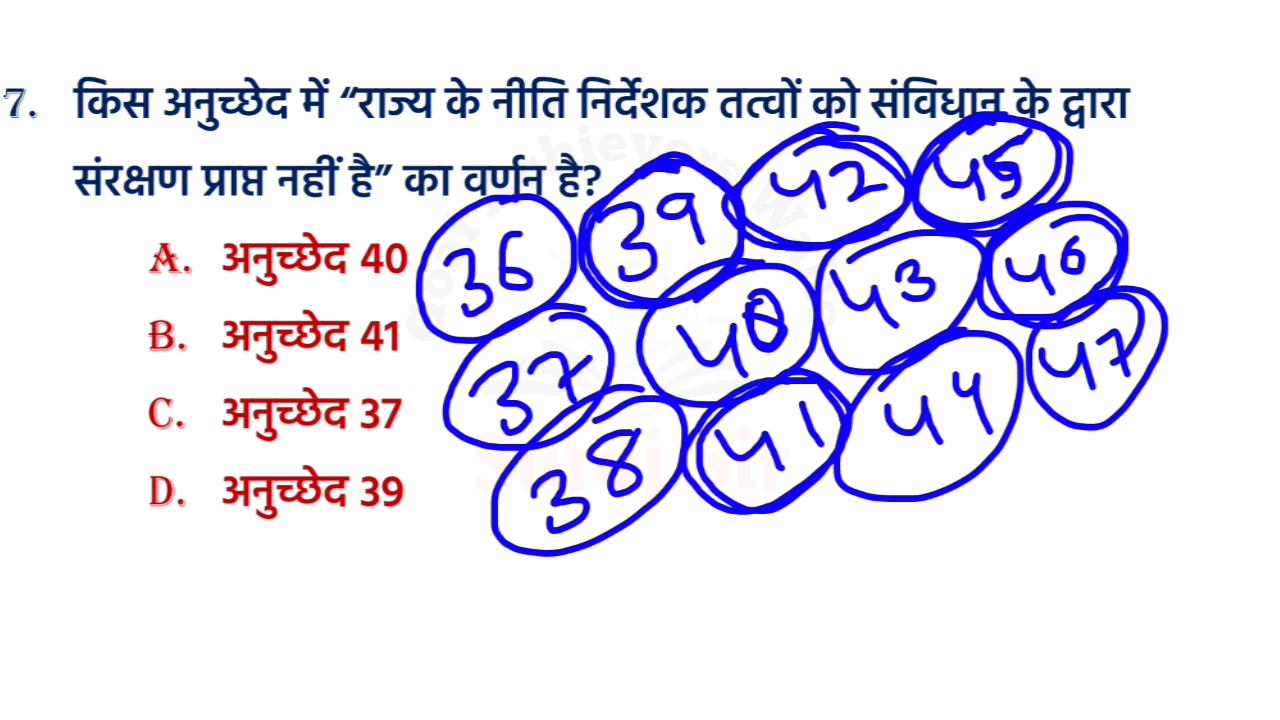 7. किस अनुच्छेद में “राज्य के नीति निर्देशक तत्वों को संविधान के द्वारा
संरक्षण प्राप्त नहीं है” का वर्णन है?
A. अनुच्छेद 40
B. अनुच्छेद 41
C. अनुच्छेद 37
D. अनुच्छेद 39
36 39 42 45
37 40 43 46
38 41 44 47